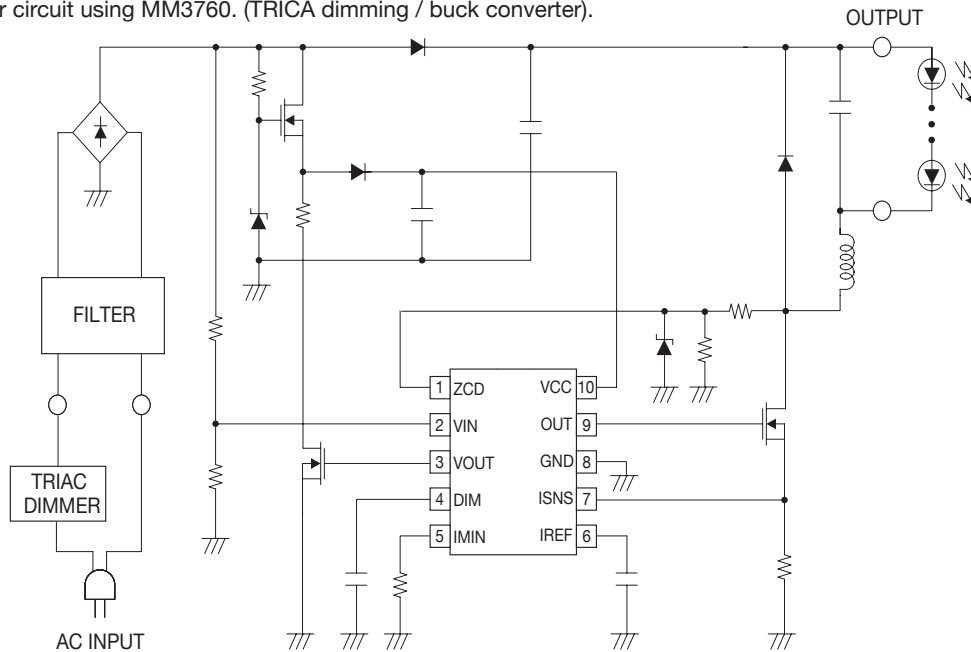 r circuit using MM3760. (TRICA dimming / buck converter).
OUTPUT
FILTER
TRIAC
DIMMER
AC INPUT
1 ZCD
VCC 10
2 VIN
OUT 9
3 VOUT
GND 8
4 DIM
ISNS 7
5 IMIN
IREF 6